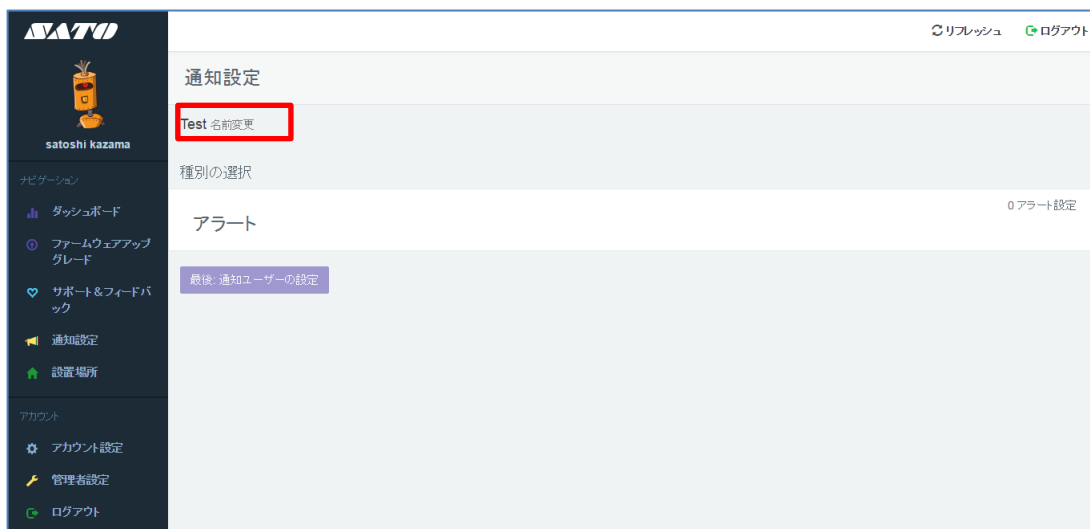 SATO
リフレッシュ ログアウト
satoshi kazama
ナビゲーション
ダッシュボード
ファームウェアアップ
グレード
サポート＆フィードバ
ック
通知設定
設置場所
アカウント
アカウント設定
管理者設定
ログアウト
通知設定
Test 名前変更
種別の選択
アラート
0 アラート設定
最後: 通知ユーザーの設定